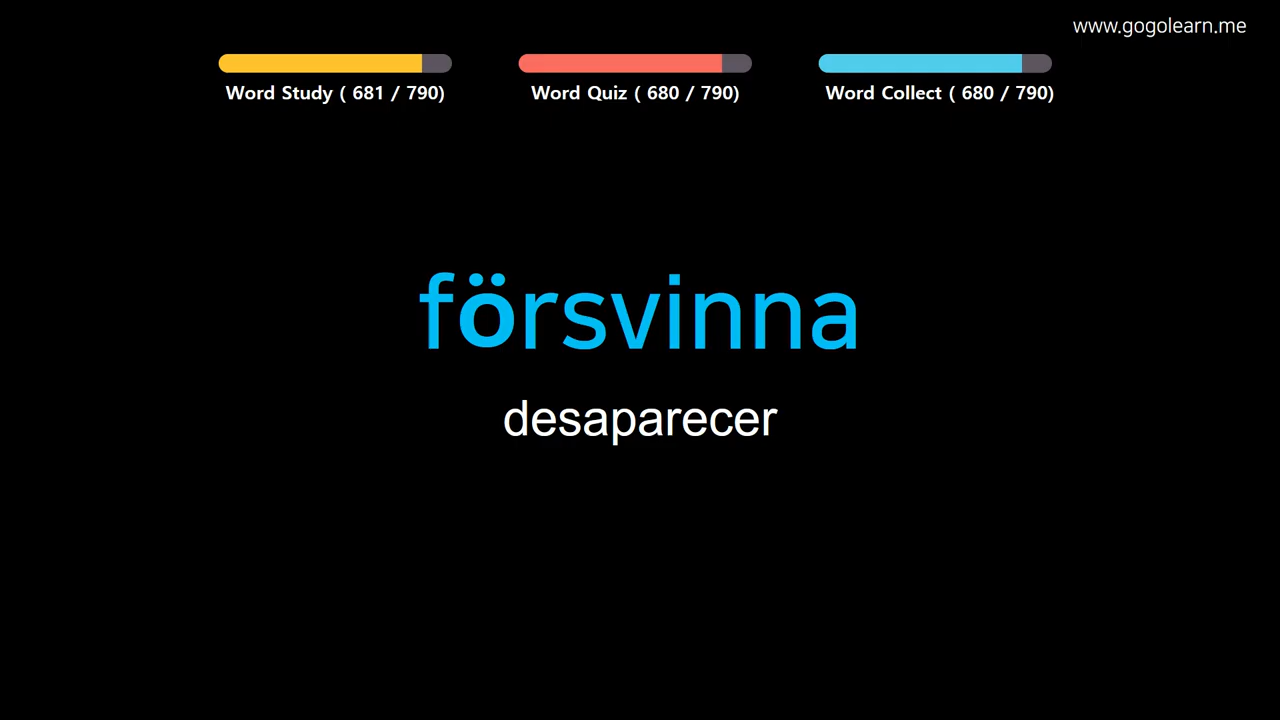 www.gogolearn.me
Word Study ( 681 / 790)
Word Quiz ( 680 / 790)
Word Collect ( 680 / 790)
försvinna
desaparecer